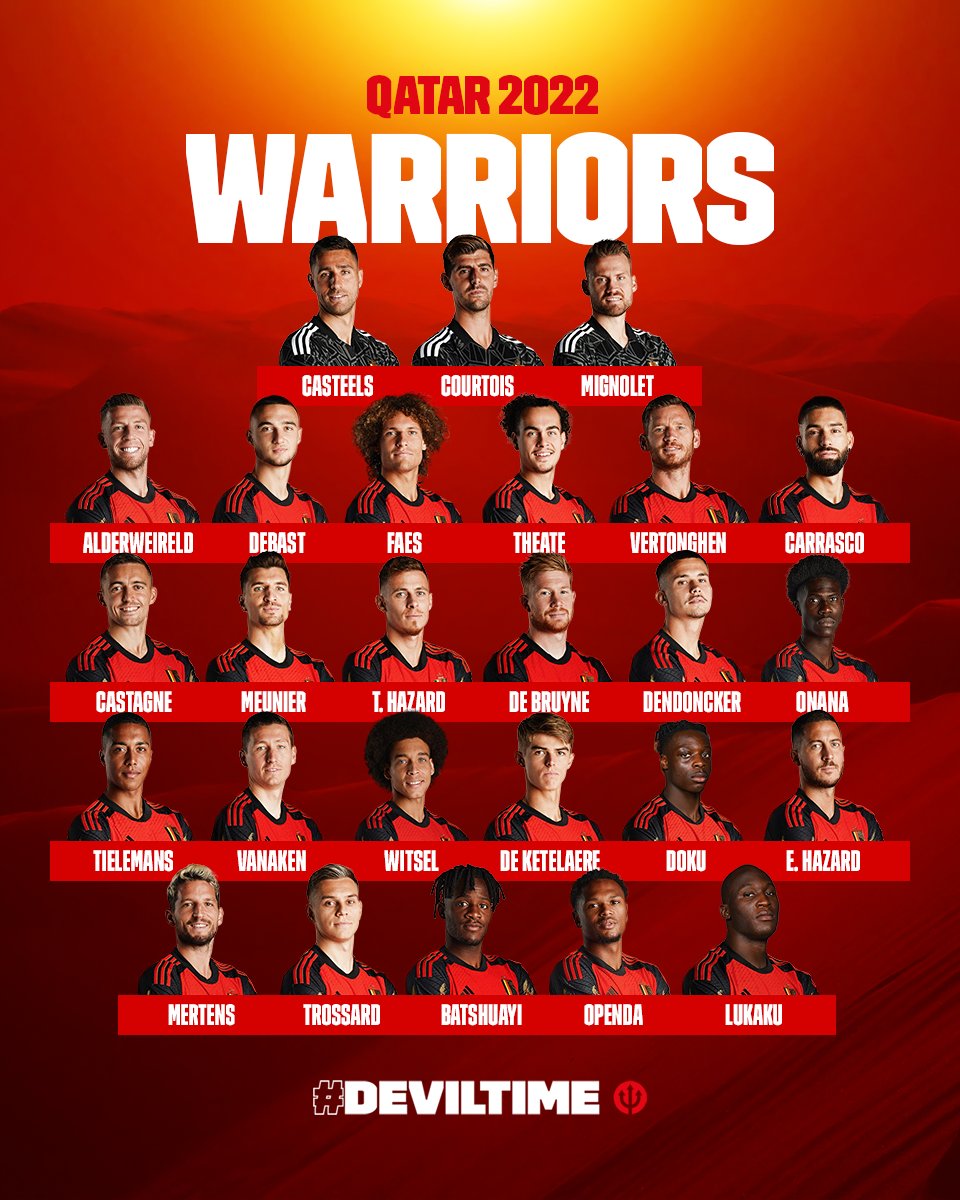 QATAR 2022
WARRIORS
CASTEELS COURTOIS MIGNOLET
ALDERWEIRELD DEBAST FAES THEATE VERTONGHEN CARRASCO
CASTAGNE MEUNIER T. HAZARD DE BRUYNE DENDONCKER ONANA
TIELEMANS VANAKEN WITSEL DE KETELAERE DOKU E. HAZARD
MERTENS TROSSARD BATSHUAYI OPENDA LUKAKU
#DEVILTIME